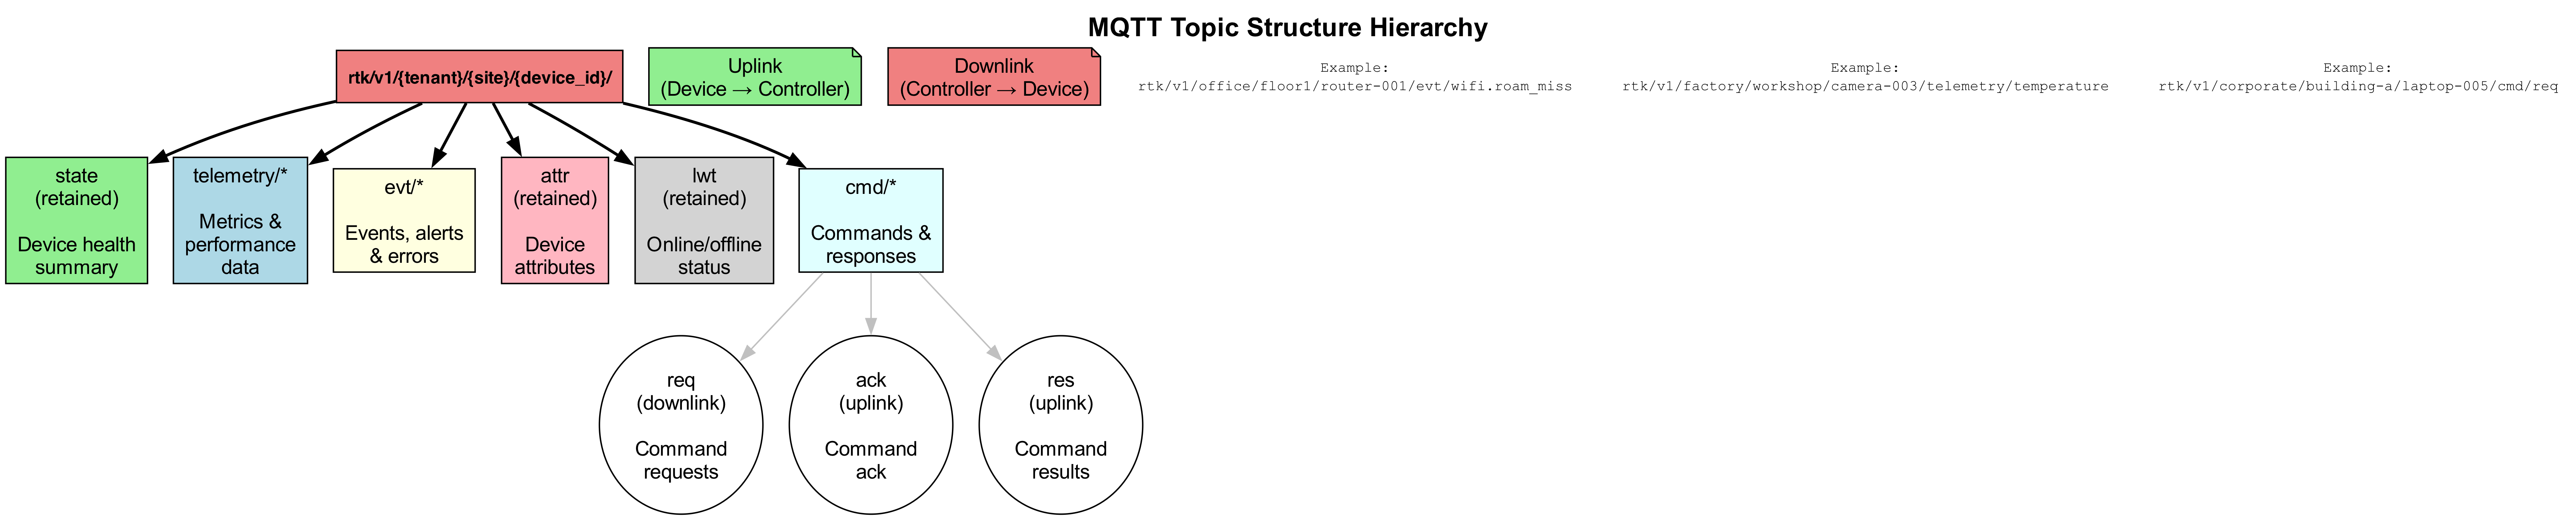 MQTT Topic Structure Hierarchy
rtk/v1/{tenant}/{site}/{device_id}/
Uplink
(Device → Controller)
Downlink
(Controller → Device)
Example:
rtk/v1/office/floor1/router-001/evt/wifi.roam_miss
Example:
rtk/v1/factory/workshop/camera-003/telemetry/temperature
Example:
rtk/v1/corporate/building-a/laptop-005/cmd/req
state
(retained)
Device health
summary
telemetry/*
Metrics &
performance
data
evt/*
Events, alerts
& errors
attr
(retained)
Device
attributes
lwt
(retained)
Online/offline
status
cmd/*
Commands &
responses
req
(downlink)
Command
requests
ack
(uplink)
Command
ack
res
(uplink)
Command
results